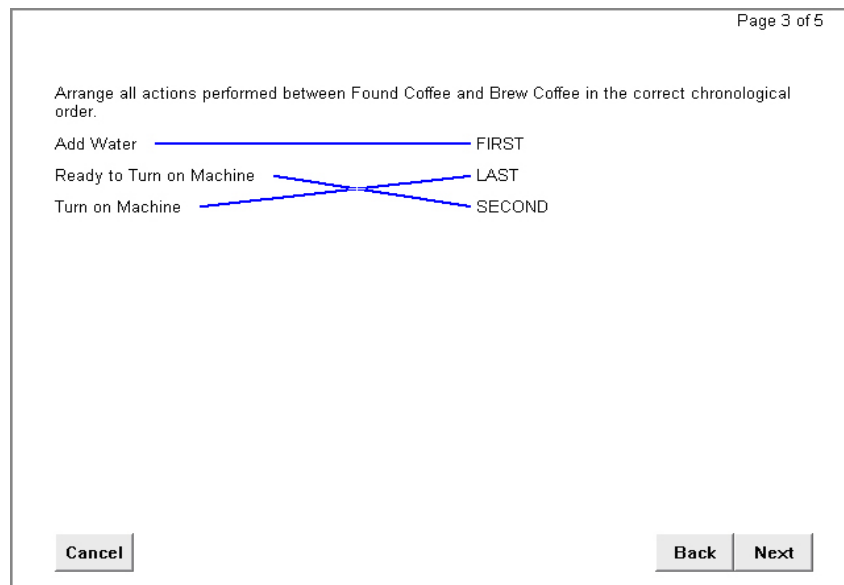 Page 3 of 5
Arrange all actions performed between Found Coffee and Brew Coffee in the correct chronological
order.
Add Water FIRST
Ready to Turn on Machine LAST
Turn on Machine SECOND
Cancel Back Next